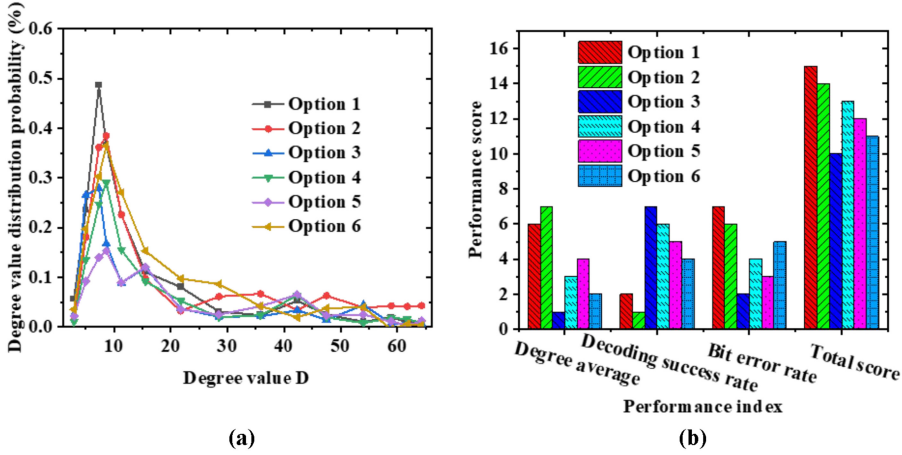 Degree value distribution probability (%)
0.6
0.5
0.4
0.3
0.2
0.1
0.0
10
20
30
40
50
60
Degree value D
Option 1
Option 2
Option 3
Option 4
Option 5
Option 6
(a)
Performance score
16
14
12
10
8
6
4
2
0
Option 1
Option 2
Option 3
Option 4
Option 5
Option 6
Degree average
Decoding success rate
Bit error rate
Total score
Performance index
(b)